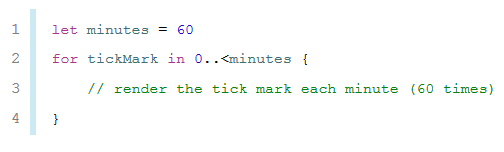 1 let minutes = 60
2 for tickMark in 0..<minutes {
3     // render the tick mark each minute (60 times)
4 }